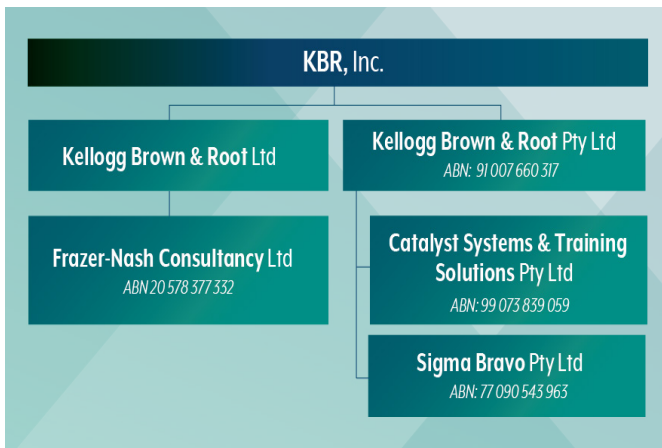 KBR, Inc.
Kellogg Brown & Root Ltd
Kellogg Brown & Root Pty Ltd
ABN: 91 007 660 317
Frazer-Nash Consultancy Ltd
ABN 20 578 377 332
Catalyst Systems & Training
Solutions Pty Ltd
ABN: 99 073 839 059
Sigma Bravo Pty Ltd
ABN: 77 090 543 963